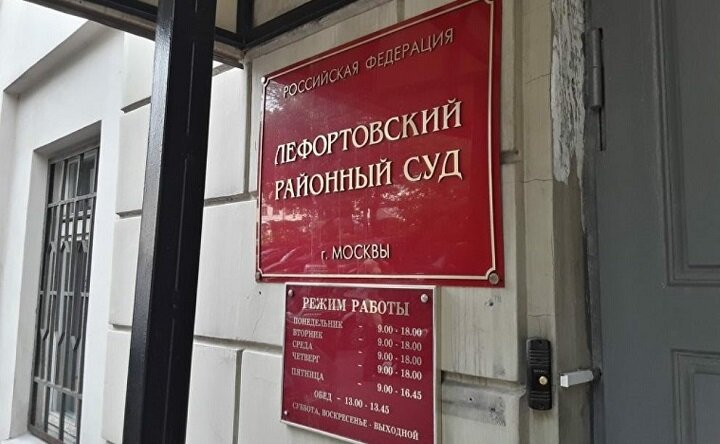 РОССИЙСКАЯ ФЕДЕРАЦИЯ
ЛЕФОРТОВСКИЙ
РАЙОННЫЙ СУД
г. МОСКВЫ
РЕЖИМ РАБОТЫ
ПОНЕДЕЛЬНИК - 9.00 - 18.00
ВТОРНИК - 9.00 - 18.00
СРЕДА - 9.00 - 18.00
ЧЕТВЕРГ - 9.00 - 18.00
ПЯТНИЦА - 9.00 - 16.45
ОБЕД - 13.00 - 13.45
СУББОТА, ВОСКРЕСЕНЬЕ - ВЫХОДНОЙ